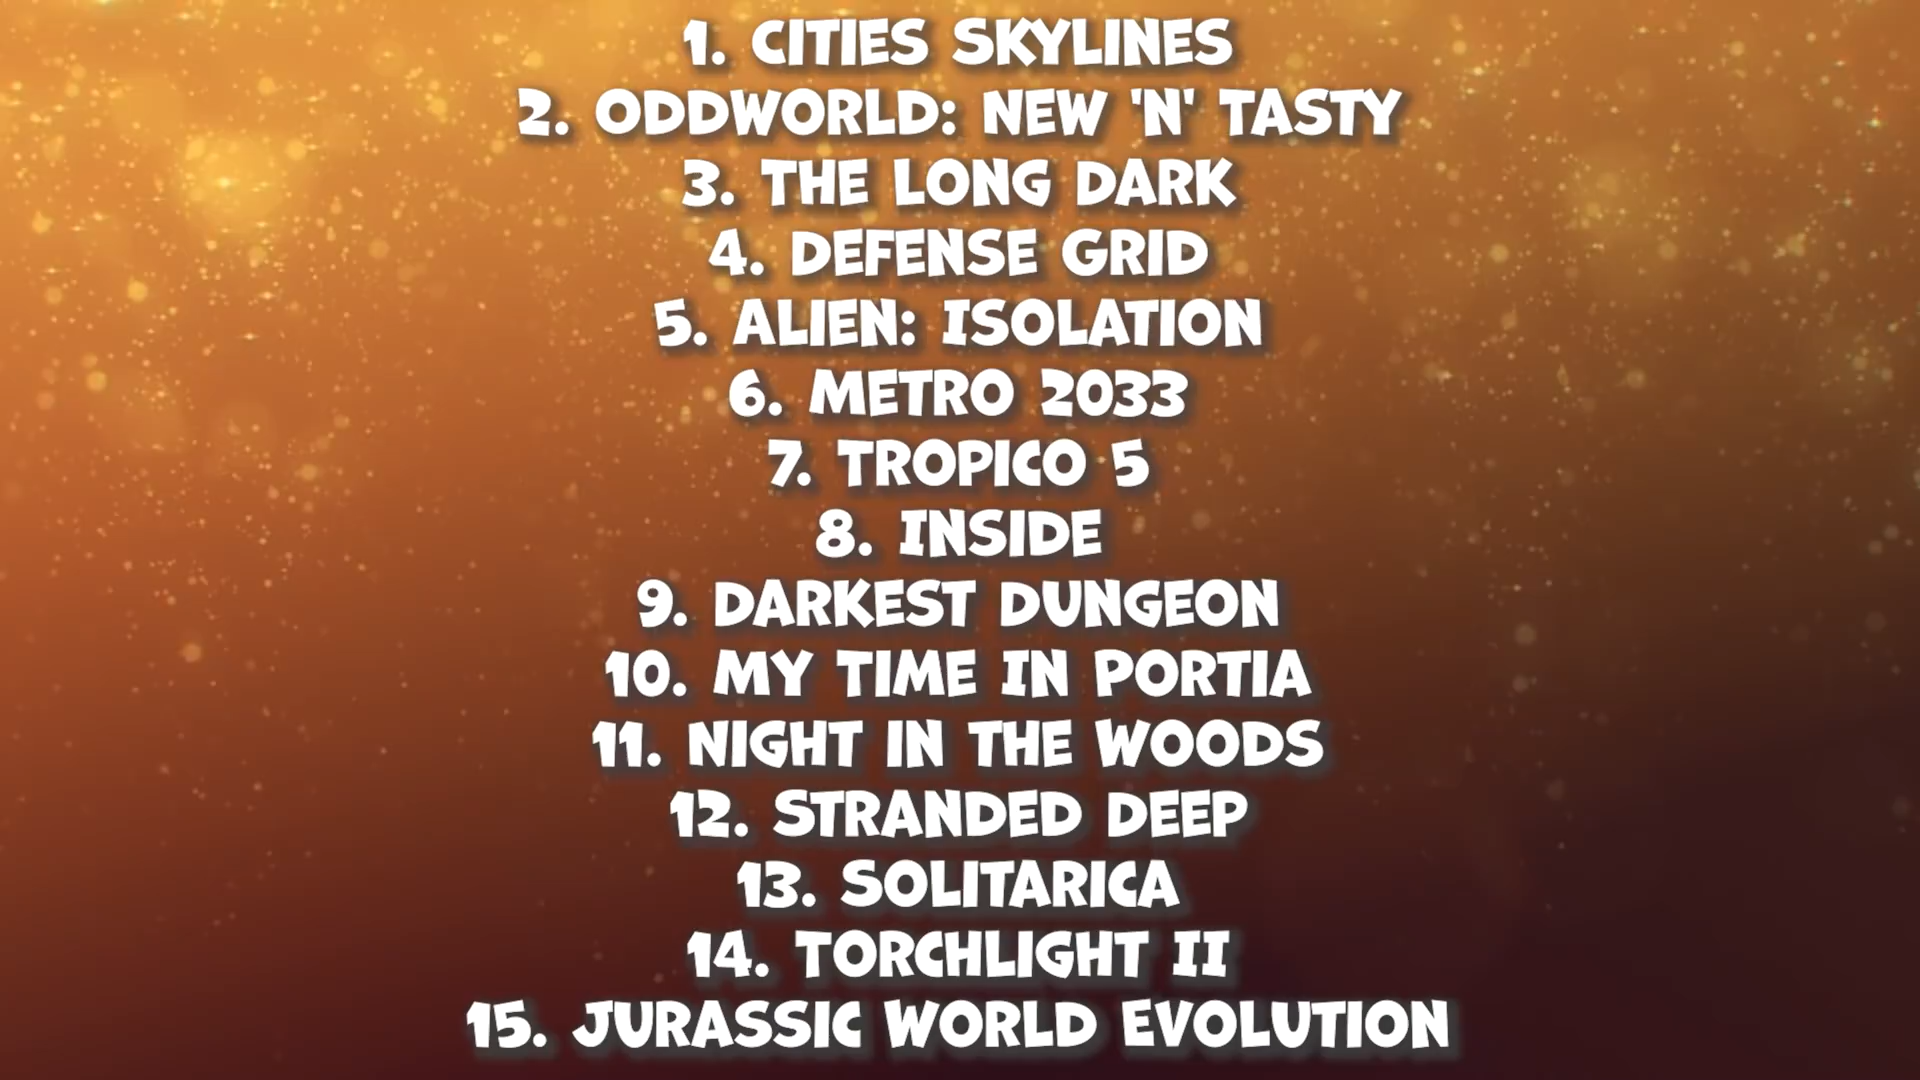 1. CITIES SKYLINES
2. ODDWORLD: NEW 'N' TASTY
3. THE LONG DARK
4. DEFENSE GRID
5. ALIEN: ISOLATION
6. METRO 2033
7. TROPICO 5
8. INSIDE
9. DARKEST DUNGEON
10. MY TIME IN PORTIA
11. NIGHT IN THE WOODS
12. STRANDED DEEP
13. SOLITARICA
14. TORCHLIGHT II
15. JURASSIC WORLD EVOLUTION